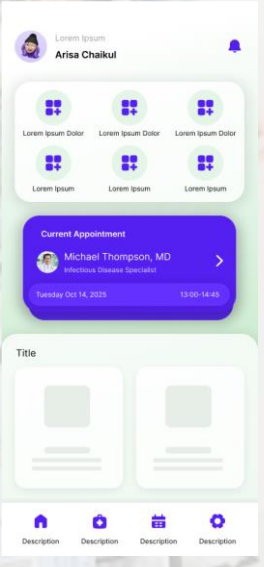 Lorem Ipsum
Arisa Chaikul
Lorem Ipsum Dolor Lorem Ipsum Dolor Lorem Ipsum Dolor
Lorem Ipsum Lorem Ipsum Lorem Ipsum
Current Appointment
Michael Thompson, MD
Infectious Disease Specialist
Tuesday Oct 14, 2025 13:00-14:45
Title
Description Description Description Description